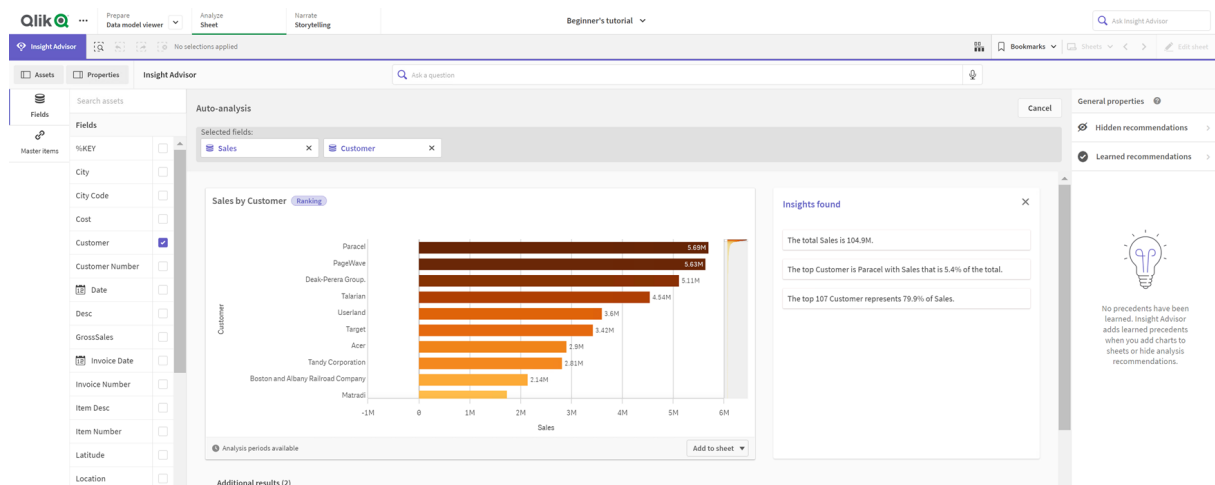 Qlik
Prepare
Data model viewer
Analyze
Sheet
Narrate
Storytelling
Beginner's tutorial
Ask Insight Advisor
Insight Advisor
No selections applied
Bookmarks
Sheets
Edit sheet
Assets
Properties
Insight Advisor
Ask a question
Fields
Master items
Search assets
Fields
%KEY
City
City Code
Cost
Customer
Customer Number
Date
Desc
GrossSales
Invoice Date
Invoice Number
Item Desc
Item Number
Latitude
Location
Auto-analysis
Cancel
Selected fields:
Sales
Customer
Sales by Customer
Ranking
Customer
Paracel 5.69M
PageWave 5.63M
Deak-Perera Group. 5.11M
Talarian 4.54M
Userland 3.6M
Target 3.42M
Acer 2.9M
Tandy Corporation 2.81M
Boston and Albany Railroad Company 2.14M
Matradi
-1M 0 1M 2M 3M 4M 5M 6M
Sales
Analysis periods available
Add to sheet
Additional results (2)
Insights found
The total Sales is 104.9M.
The top Customer is Paracel with Sales that is 5.4% of the total.
The top 107 Customer represents 79.9% of Sales.
General properties
Hidden recommendations
Learned recommendations
No precedents have been
learned. Insight Advisor
adds learned precedents
when you add charts to
sheets or hide analysis
recommendations.